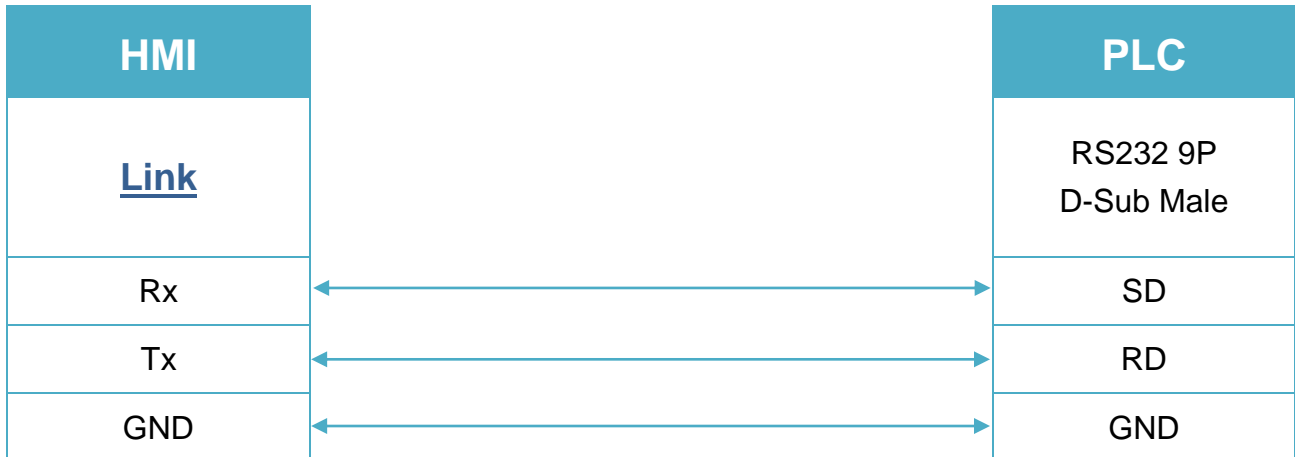 HMI
PLC
Link
RS232 9P
D-Sub Male
Rx
SD
Tx
RD
GND
GND